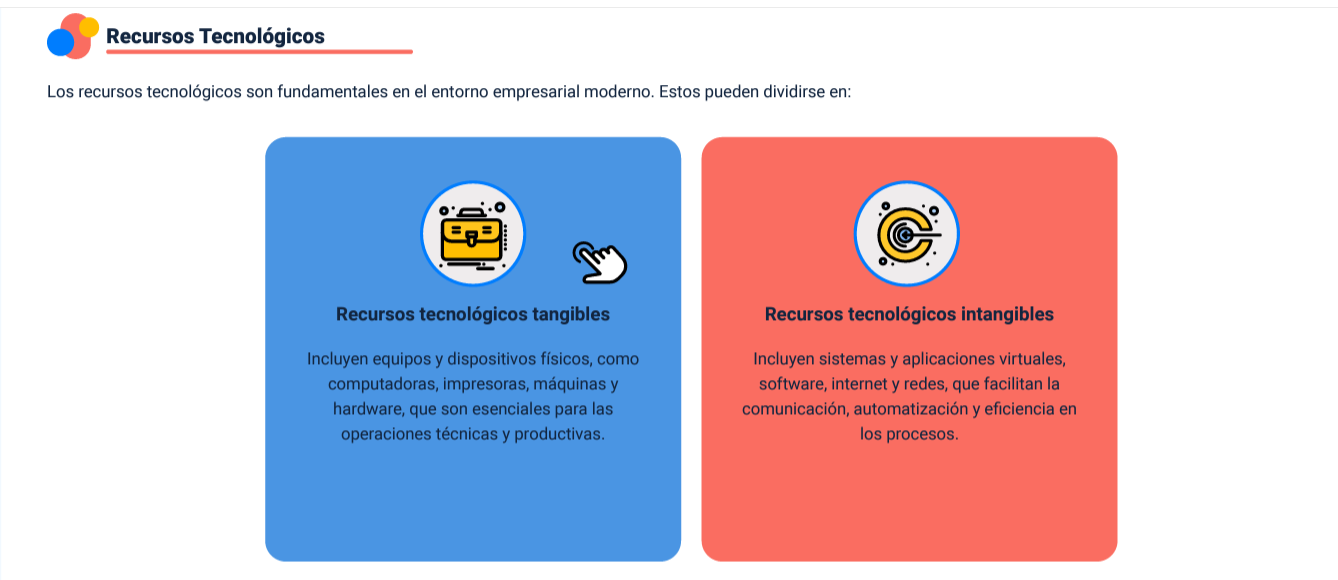 Recursos Tecnológicos
Los recursos tecnológicos son fundamentales en el entorno empresarial moderno. Estos pueden dividirse en:
Recursos tecnológicos tangibles
Incluyen equipos y dispositivos físicos, como
computadoras, impresoras, máquinas y
hardware, que son esenciales para las
operaciones técnicas y productivas.
Recursos tecnológicos intangibles
Incluyen sistemas y aplicaciones virtuales,
software, internet y redes, que facilitan la
comunicación, automatización y eficiencia en
los procesos.